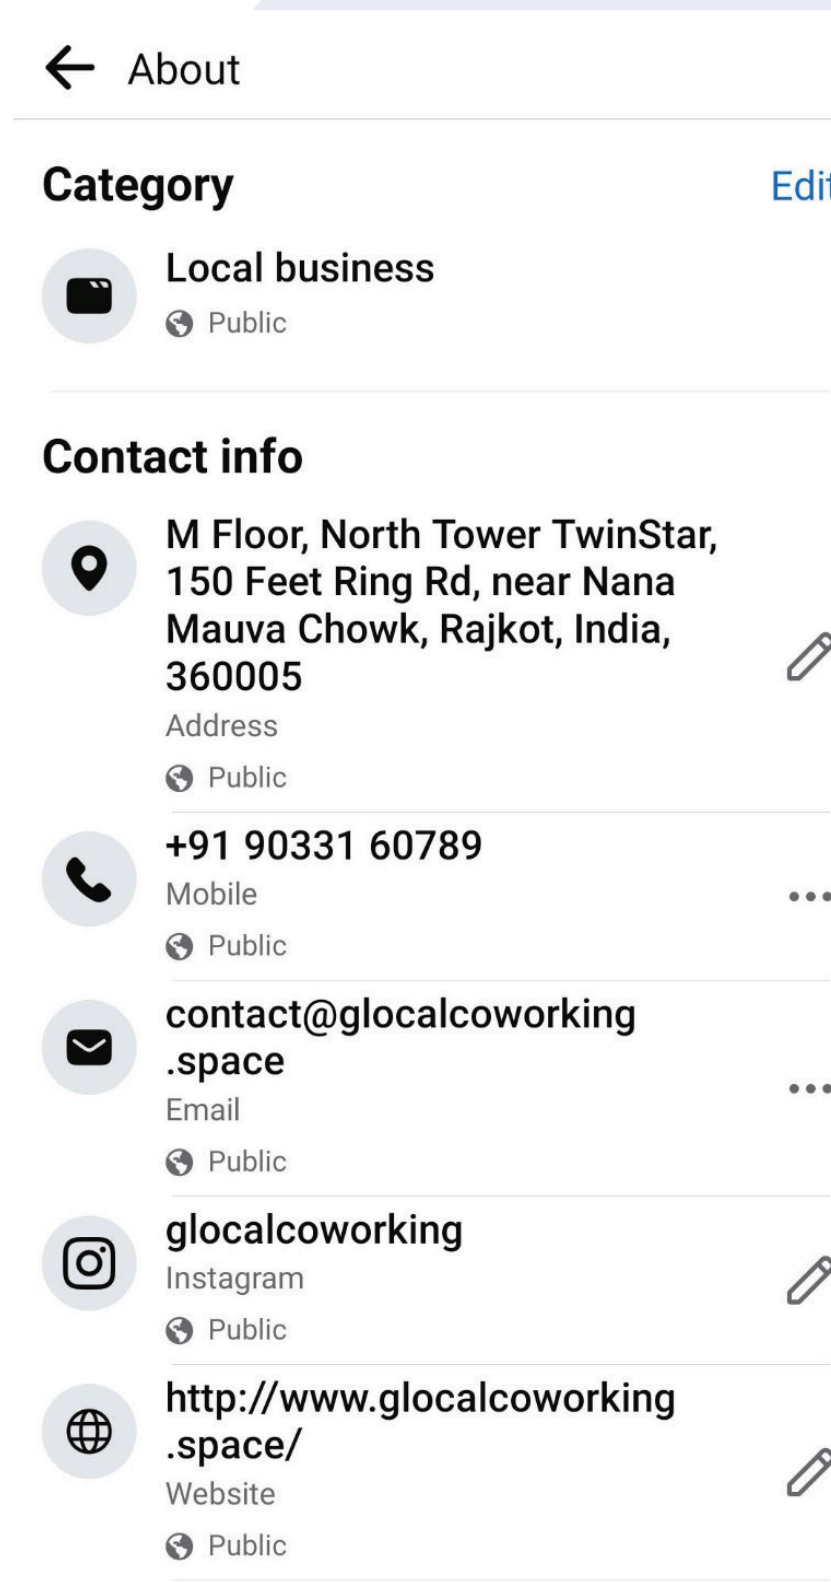 About
Category
Edit
Local business
Public
Contact info
M Floor, North Tower TwinStar,
150 Feet Ring Rd, near Nana
Mauva Chowk, Rajkot, India,
360005
Address
Public
+91 90331 60789
Mobile
Public
contact@glocalcoworking
.space
Email
Public
glocalcoworking
Instagram
Public
http://www.glocalcoworking
.space/
Website
Public